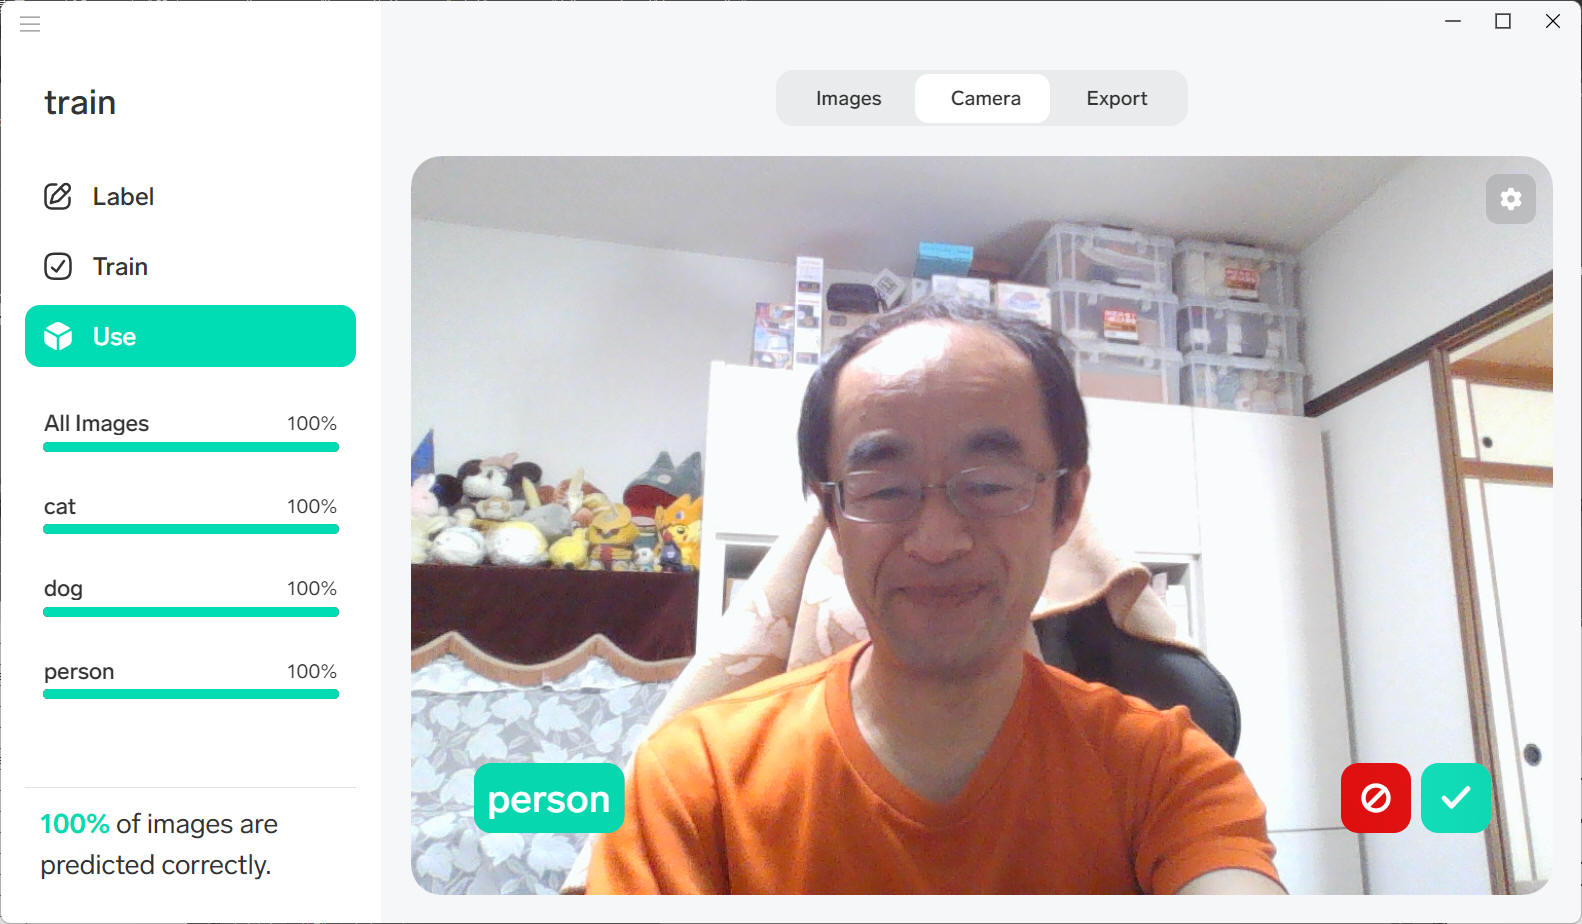 train
Label
Train
Use
All Images 100%
cat 100%
dog 100%
person 100%
100% of images are
predicted correctly.
Images Camera Export
person